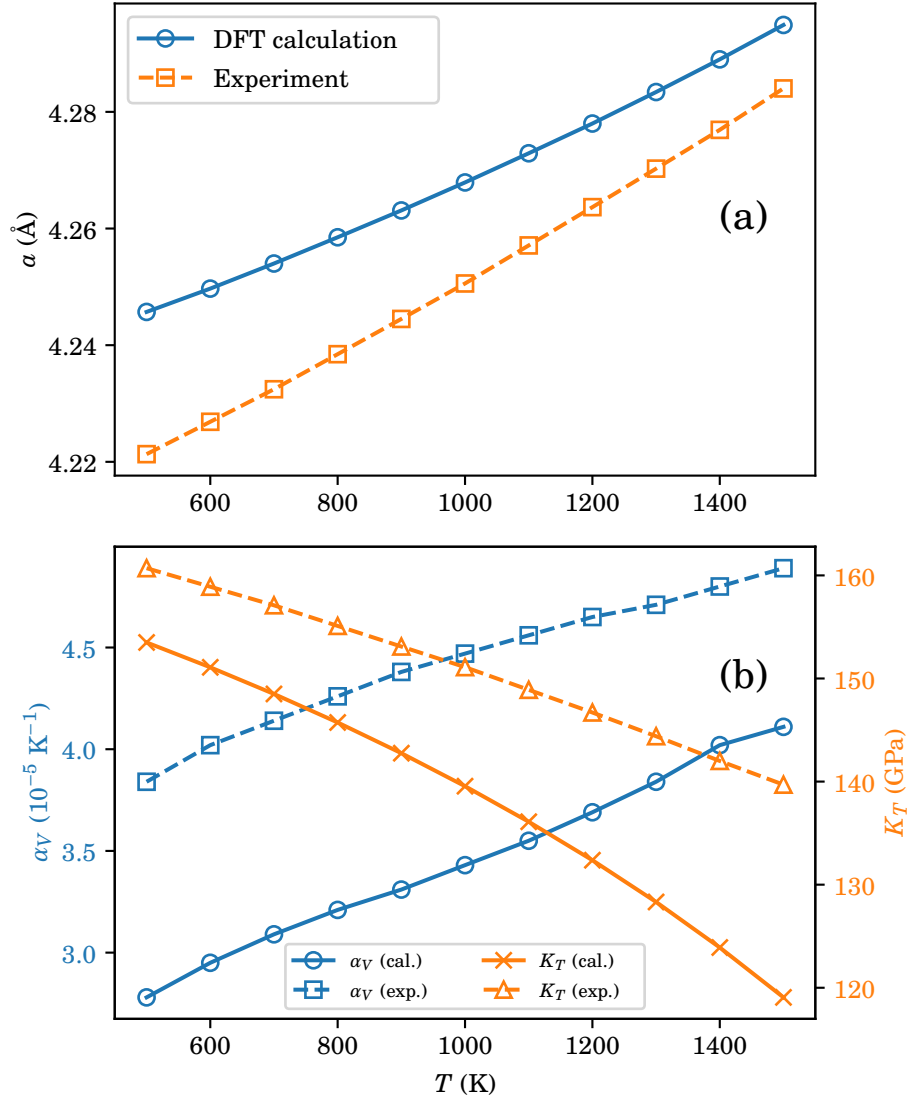 DFT calculation
Experiment
4.28
4.26
4.24
4.22
a (Å)
(a)
600 800 1000 1200 1400
4.5
4.0
3.5
3.0
α_V (10⁻⁵ K⁻¹)
(b)
160
150
140
130
120
K_T (GPa)
α_V (cal.) K_T (cal.)
α_V (exp.) K_T (exp.)
600 800 1000 1200 1400
T (K)